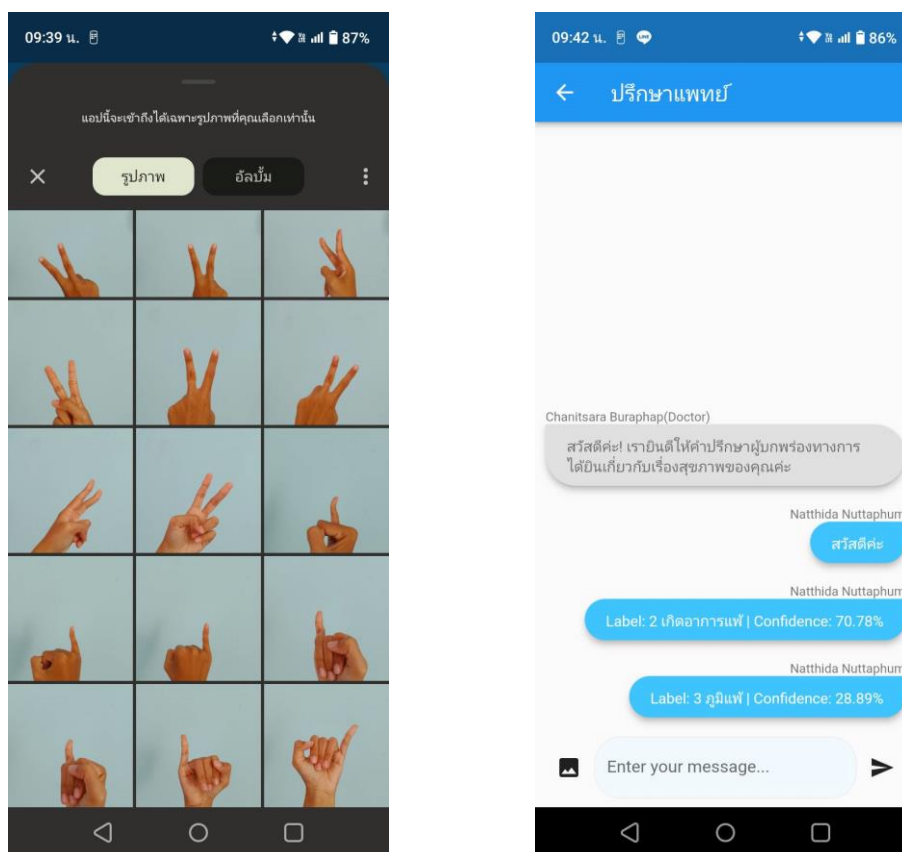 09:39 น. 87%
แอปนี้จะเข้าถึงได้เฉพาะรูปภาพที่คุณเลือกเท่านั้น
รูปภาพ อัลบั้ม
09:42 น. LINE 86%
ปรึกษาแพทย์
Chanitsara Buraphap(Doctor)
สวัสดีค่ะ! เรายินดีให้คำปรึกษาผู้บกพร่องทางการ
ได้ยินเกี่ยวกับเรื่องสุขภาพของคุณค่ะ
Natthida Nuttaphum
สวัสดีค่ะ
Natthida Nuttaphum
Label: 2 เกิดอาการแพ้ | Confidence: 70.78%
Natthida Nuttaphum
Label: 3 ภูมิแพ้ | Confidence: 28.89%
Enter your message...